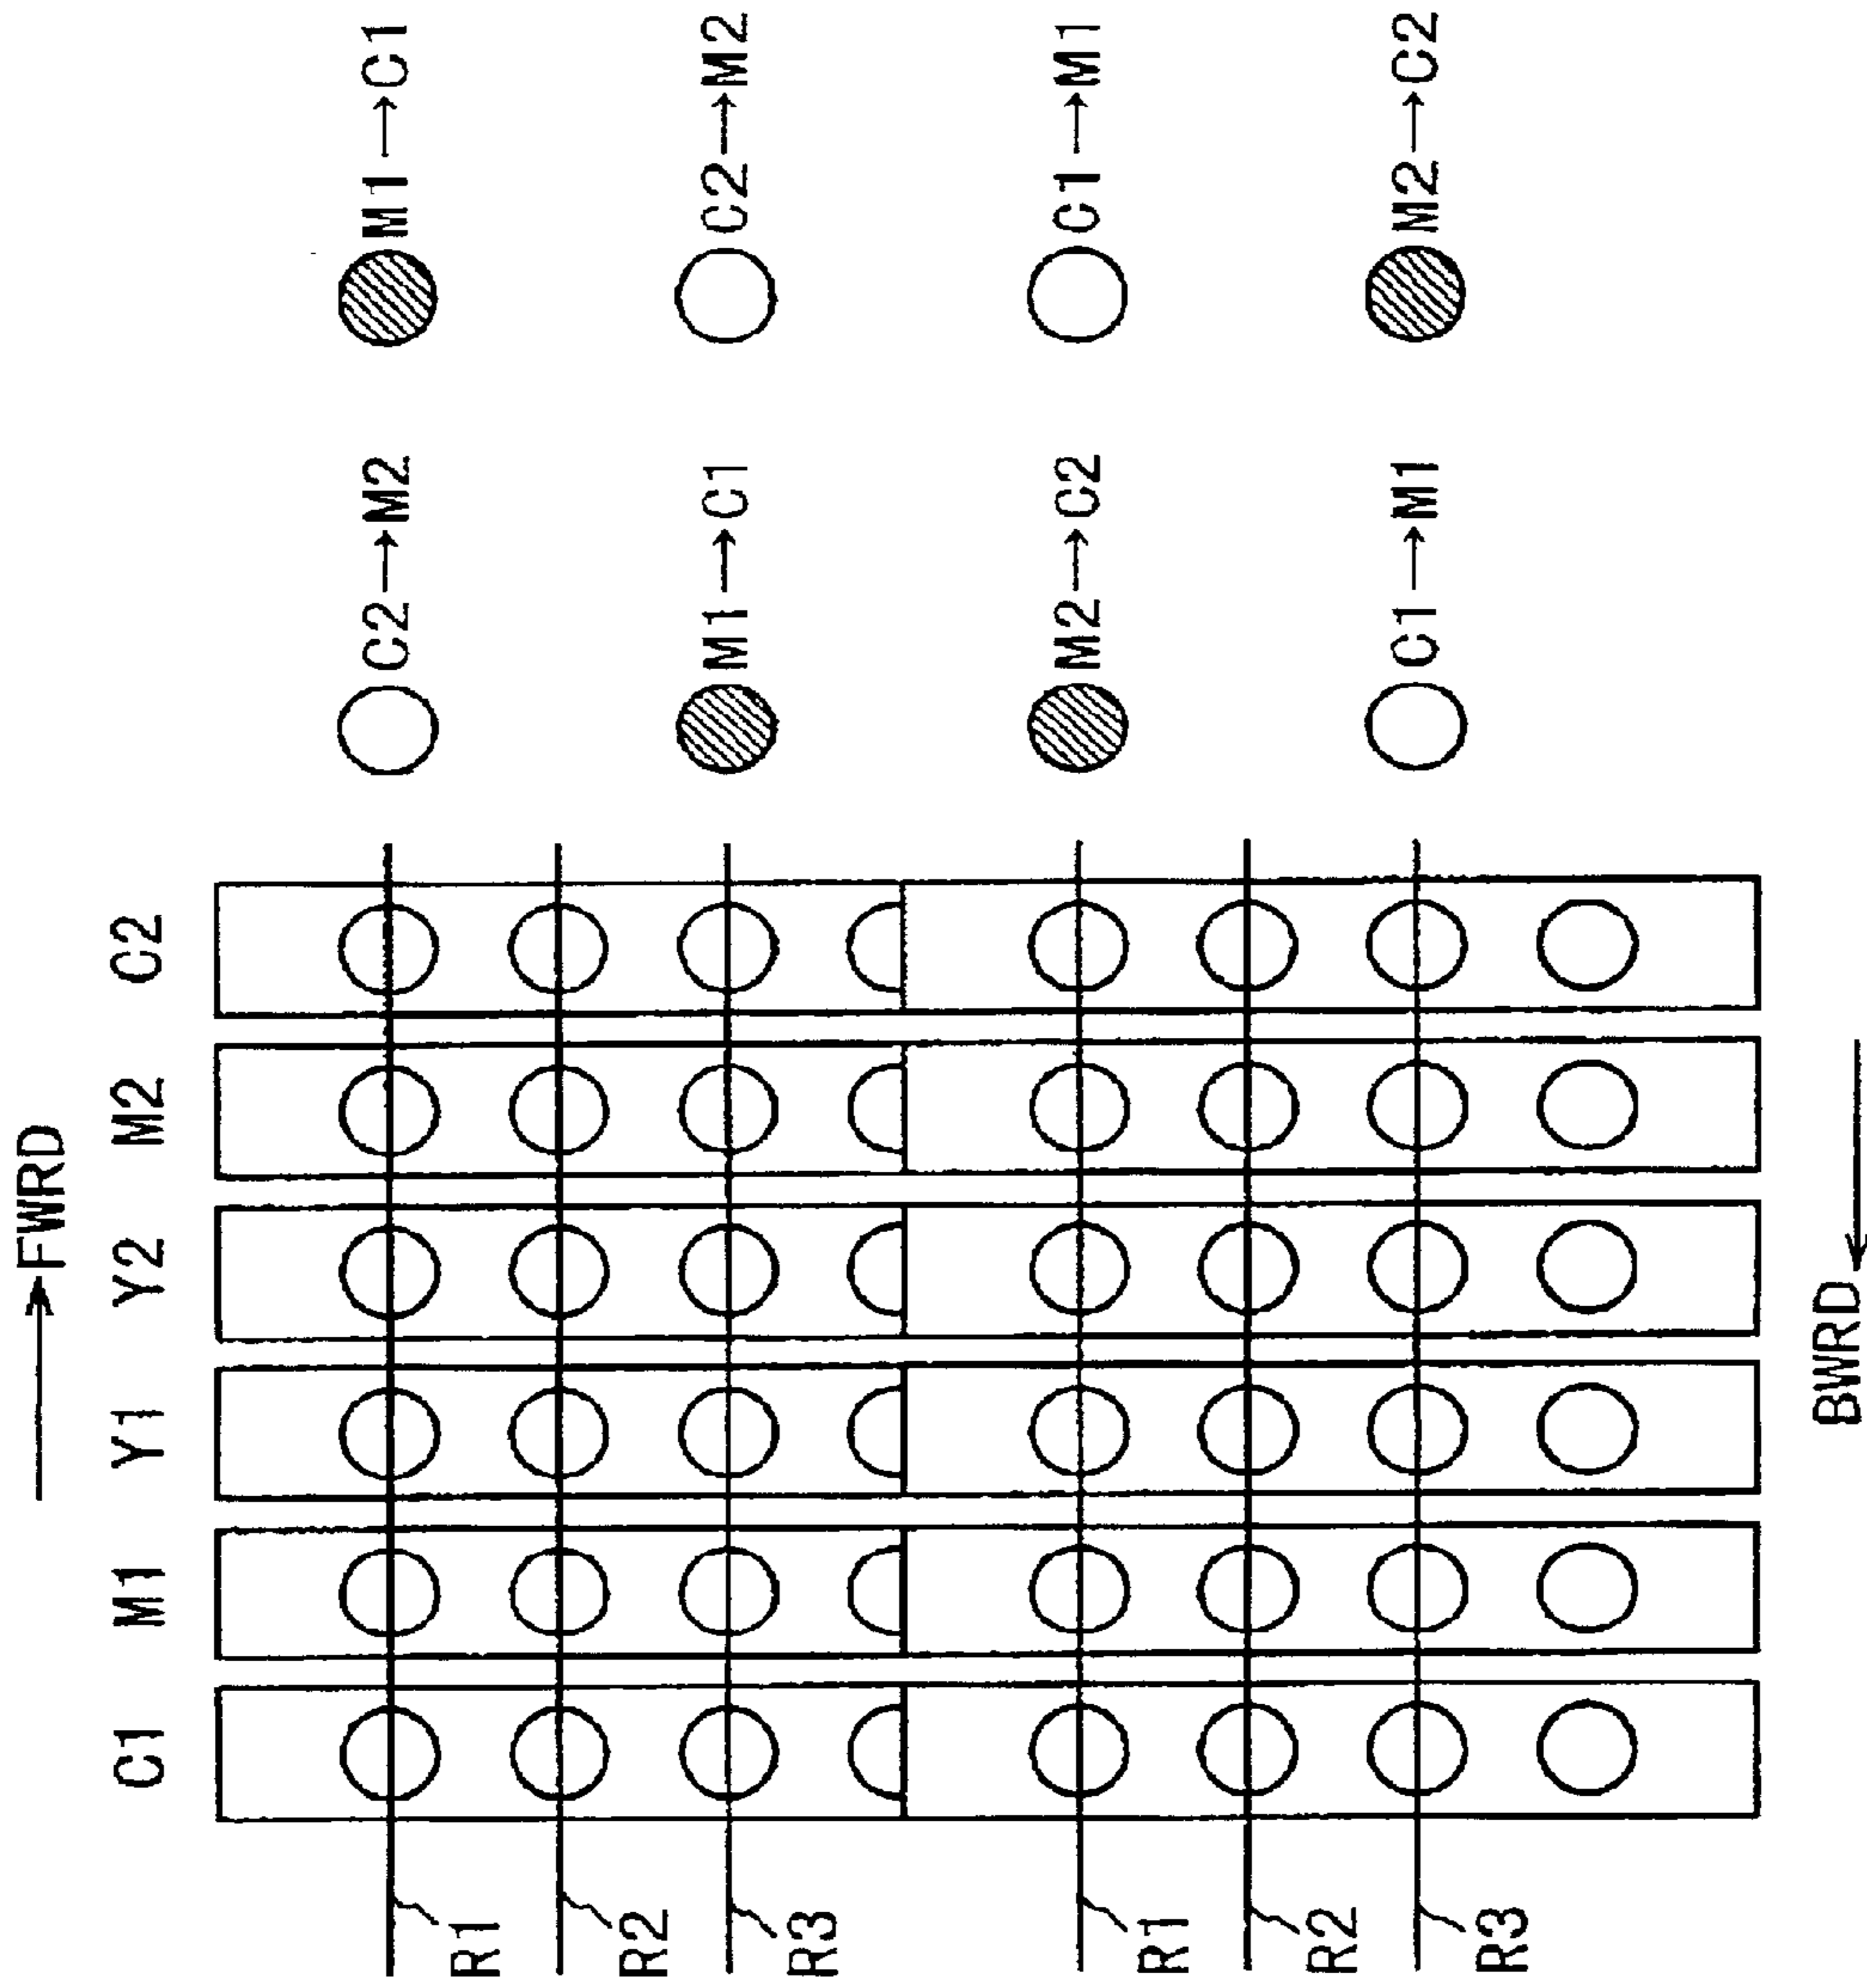 →FWRD
C1 M1 Y1 Y2 M2 C2
C2→M2 M1→C1
R1
R2
M1→C1 C2→M2
R3
M2→C2 C1→M1
R1
R2
C1→M1 M2→C2
R3
BWRD←